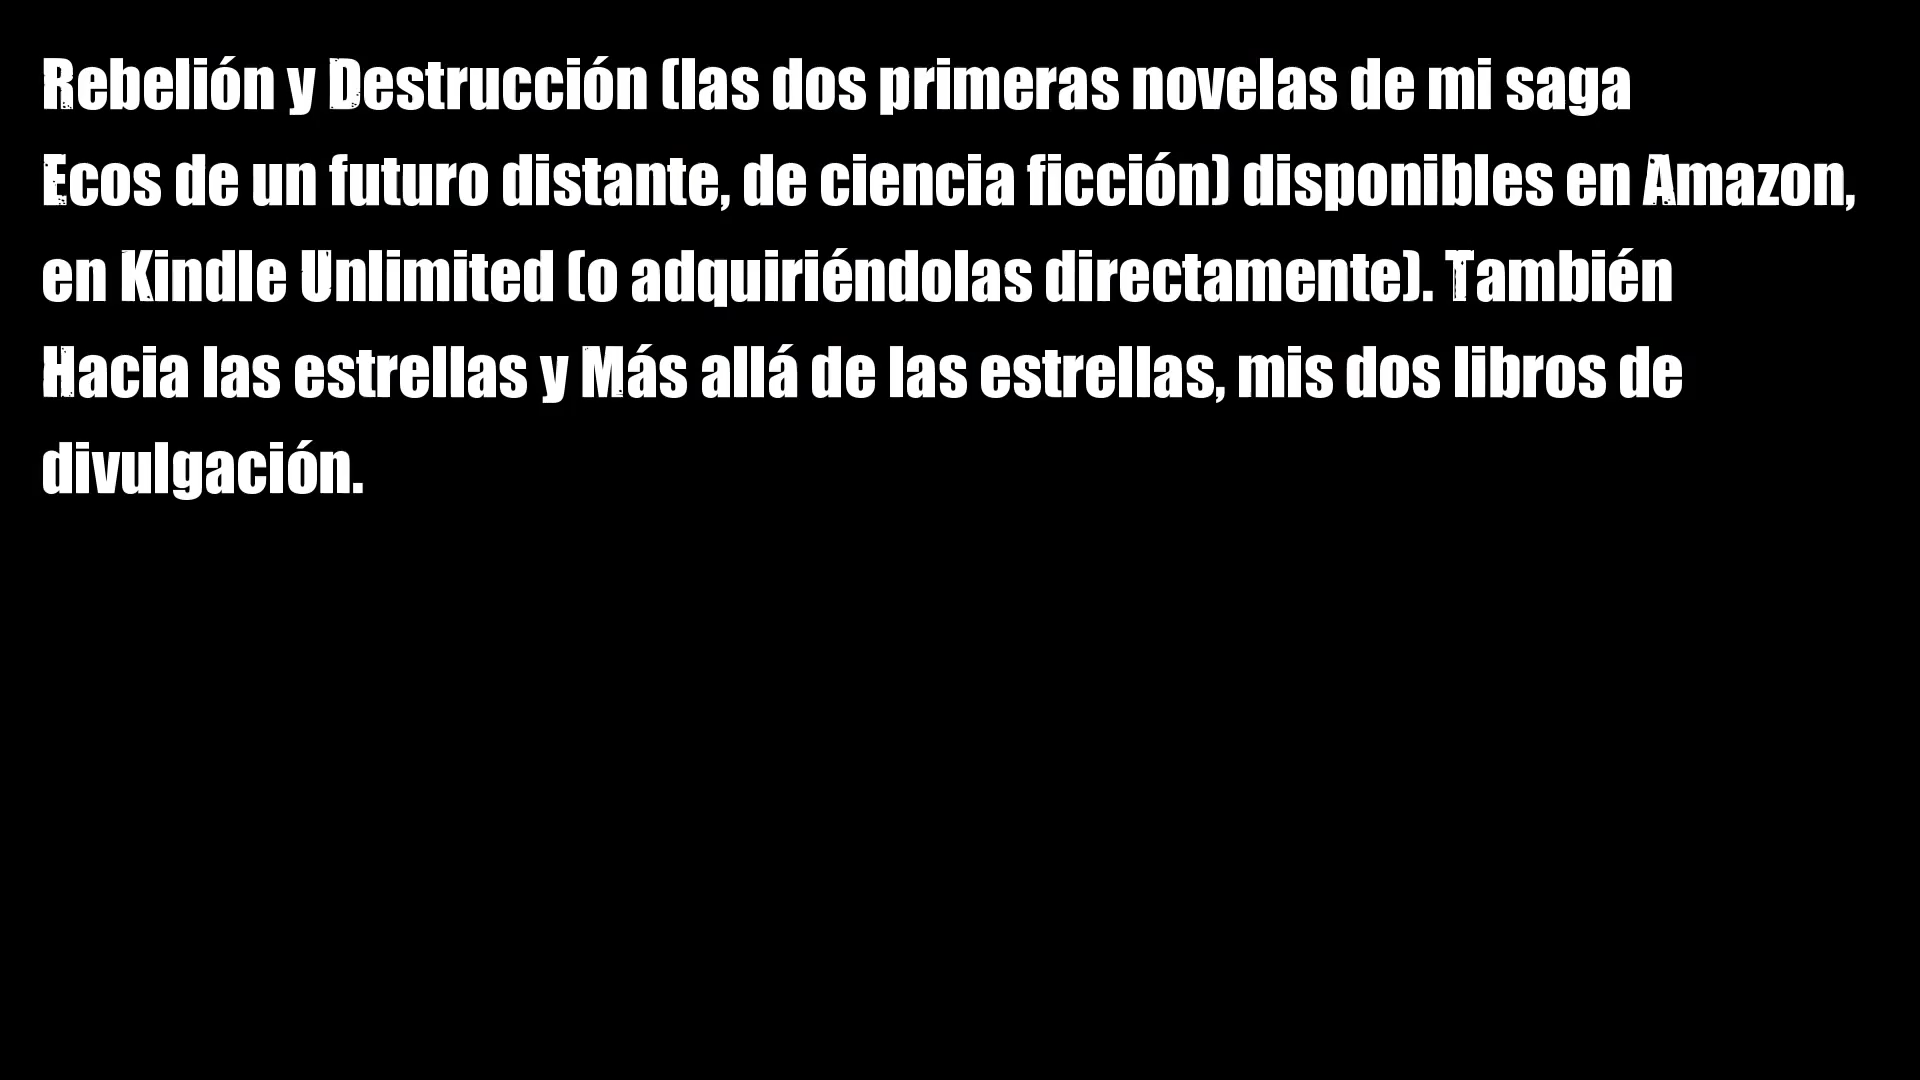 Rebelión y Destrucción (las dos primeras novelas de mi saga
Ecos de un futuro distante, de ciencia ficción) disponibles en Amazon,
en Kindle Unlimited (o adquiriéndolas directamente). También
Hacia las estrellas y Más allá de las estrellas, mis dos libros de
divulgación.